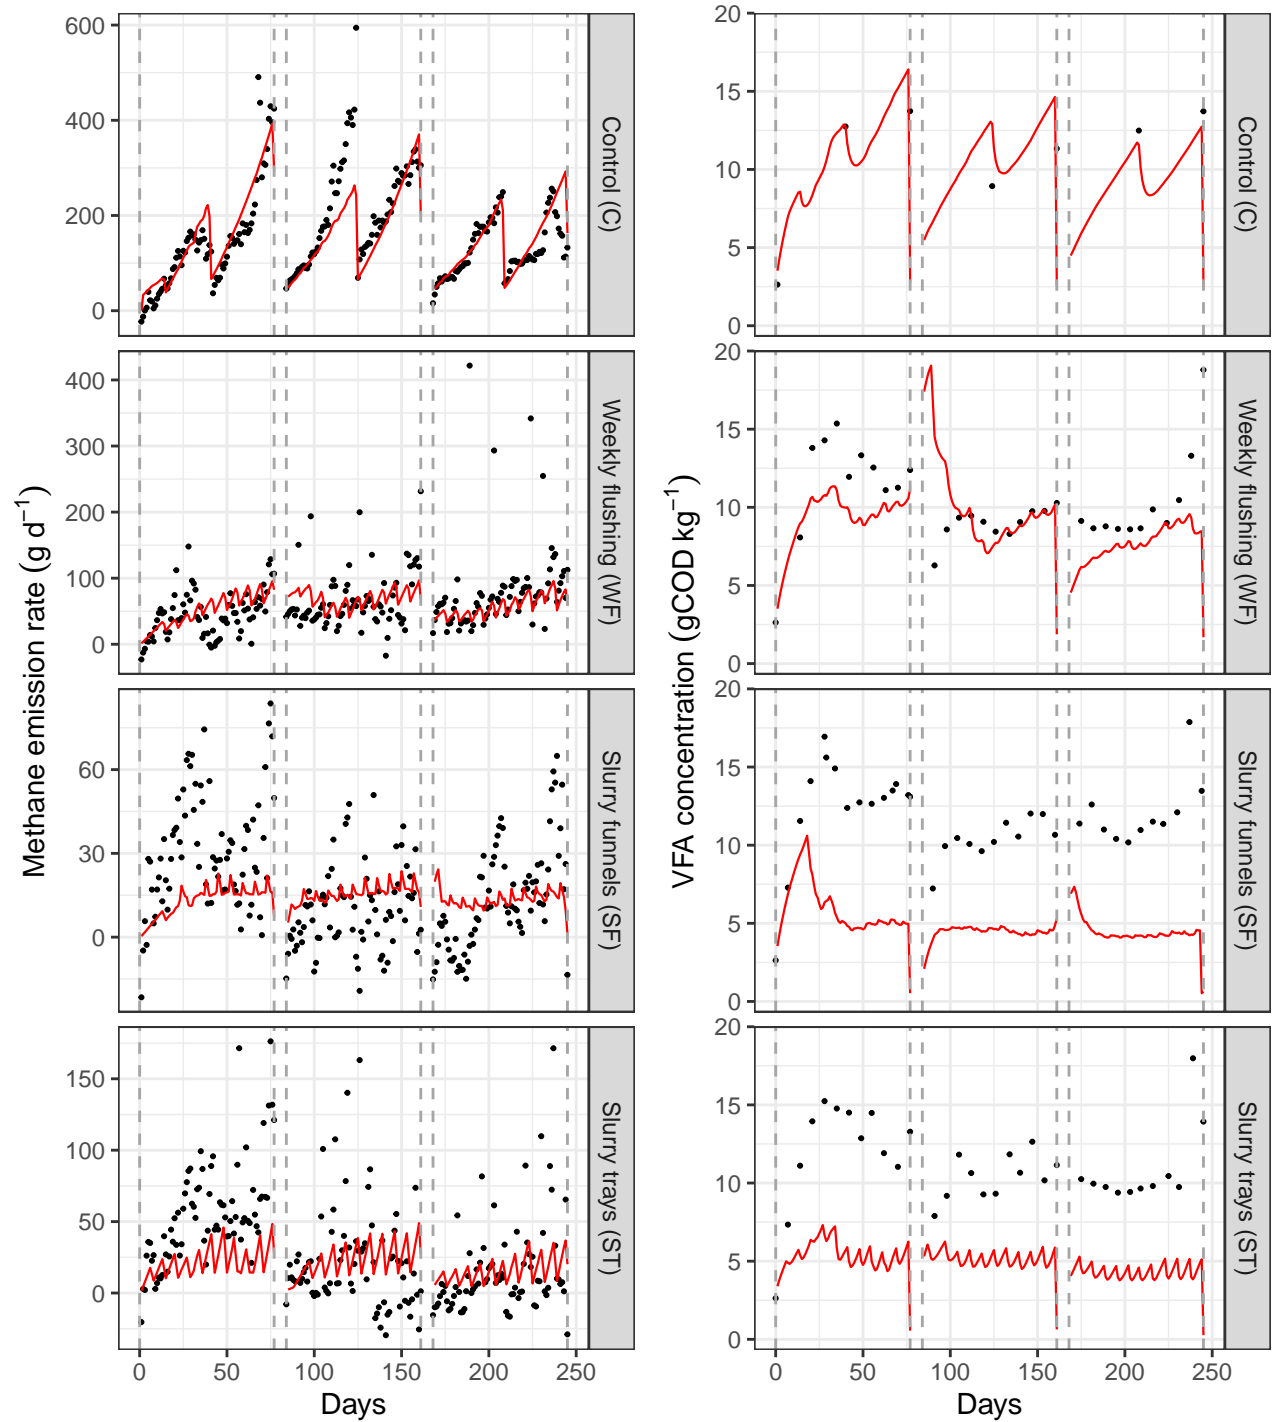 Methane emission rate (g d⁻¹)
600
400
200
0
Control (C)
400
300
200
100
0
Weekly flushing (WF)
60
30
0
Slurry funnels (SF)
150
100
50
0
Slurry trays (ST)
0 50 100 150 200 250
Days
VFA concentration (gCOD kg⁻¹)
20
15
10
5
0
Control (C)
20
15
10
5
0
Weekly flushing (WF)
20
15
10
5
0
Slurry funnels (SF)
20
15
10
5
0
Slurry trays (ST)
0 50 100 150 200 250
Days